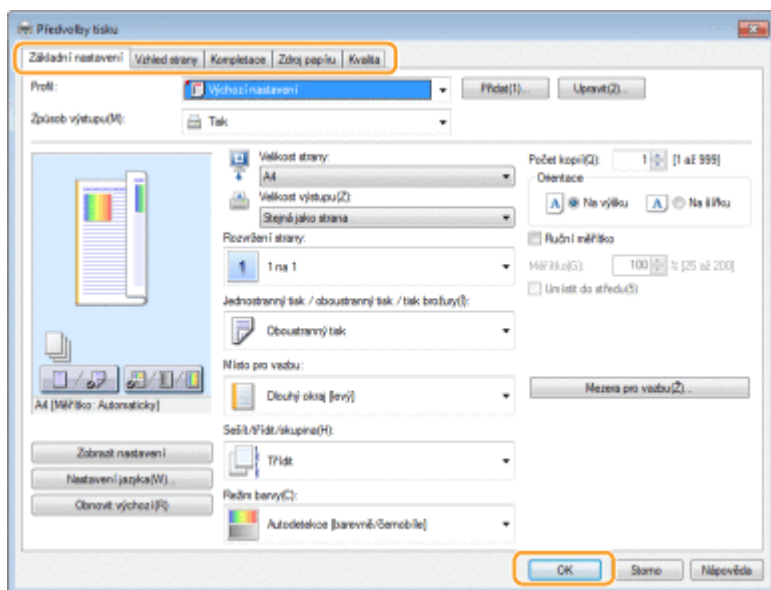 Předvolby tisku
Základní nastavení Vzhled strany Kompletace Zdroj papíru Kvalita
Profil: Výchozí nastavení Přidat(1)... Upravit(2)...
Způsob výstupu(M): Tisk
Velikost strany:
A4
Velikost výstupu(Z):
Stejná jako strana
Rozvržení strany:
1 1 na 1
Jednostranný tisk / oboustranný tisk / tisk brožury(I):
Oboustranný tisk
Místo pro vazbu:
Dlouhý okraj [levý]
Sešít/třídit/skupina(H):
Třídit
Režim barvy(C):
Autodetekce [barevně/černobíle]
Počet kopií(Q): 1 [1 až 999]
Orientace
A Na výšku A Na šířku
Ruční měřítko
Měřítko(G): 100 % [25 až 200]
Umístit do středu(5)
Mezera pro vazbu(Ž)...
A4 [Měřítko: Automaticky]
Zobrazit nastavení
Nastavení jazyka(W)...
Obnovit výchozí(R)
OK Storno Nápověda